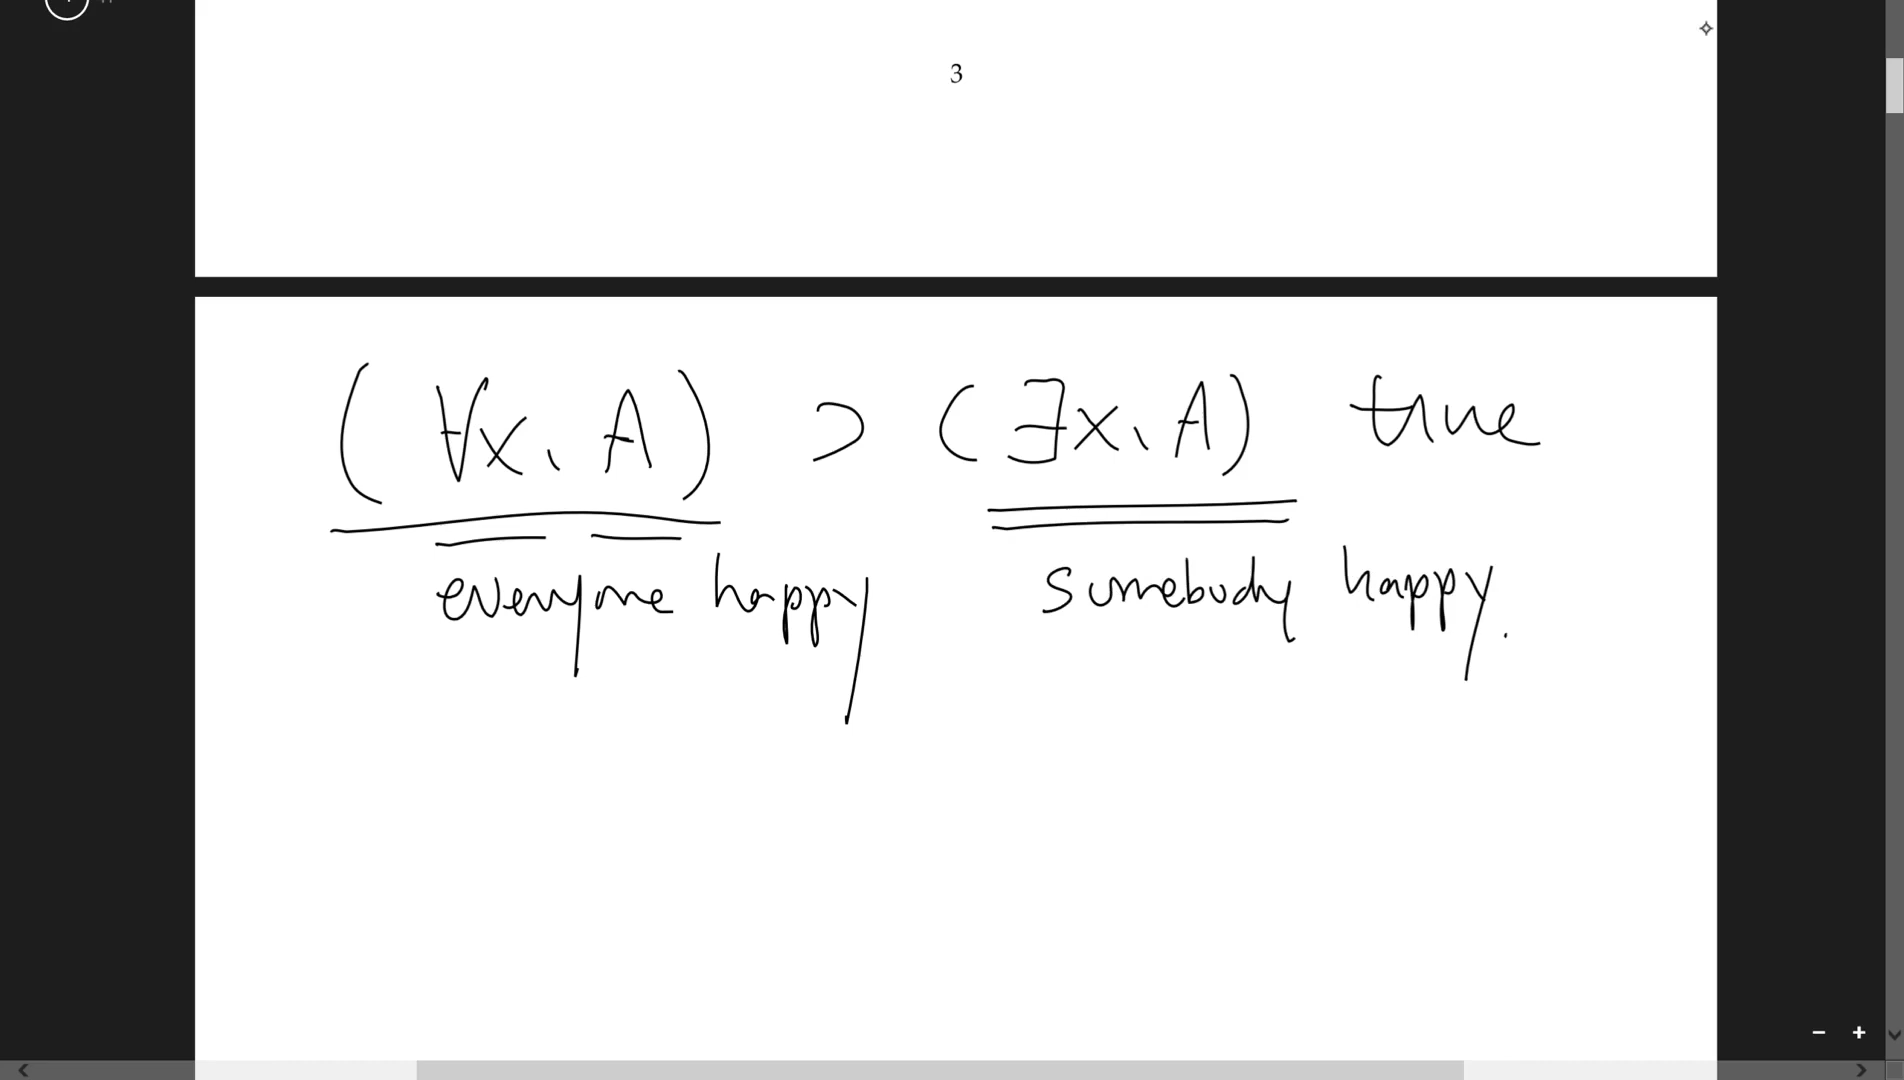 3
(∀x. A) ⊃ (∃x. A) true
everyone happy somebody happy.